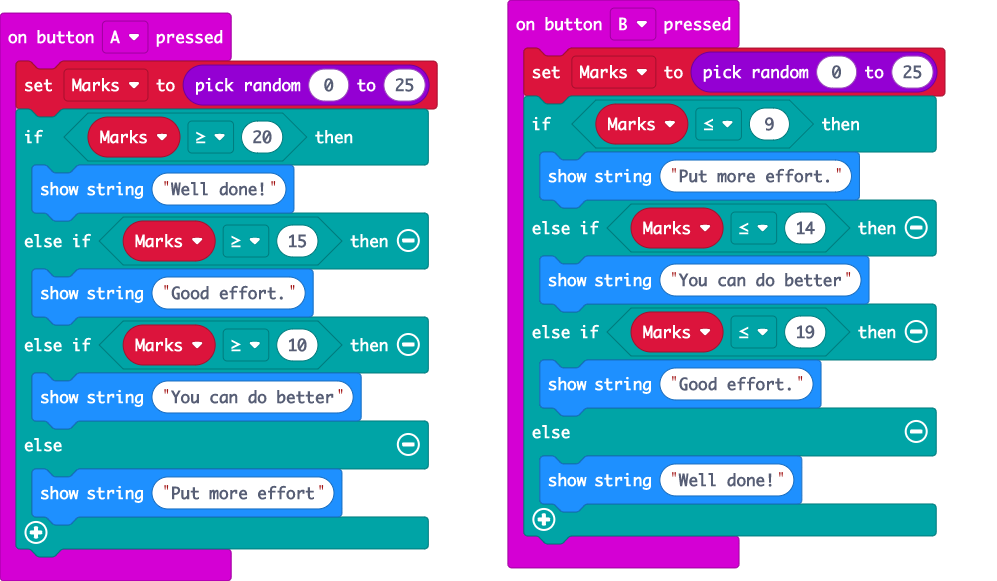 on button A pressed
set Marks to pick random 0 to 25
if Marks ≥ 20 then
show string "Well done!"
else if Marks ≥ 15 then
show string "Good effort."
else if Marks ≥ 10 then
show string "You can do better"
else
show string "Put more effort"
on button B pressed
set Marks to pick random 0 to 25
if Marks ≤ 9 then
show string "Put more effort."
else if Marks ≤ 14 then
show string "You can do better"
else if Marks ≤ 19 then
show string "Good effort."
else
show string "Well done!"